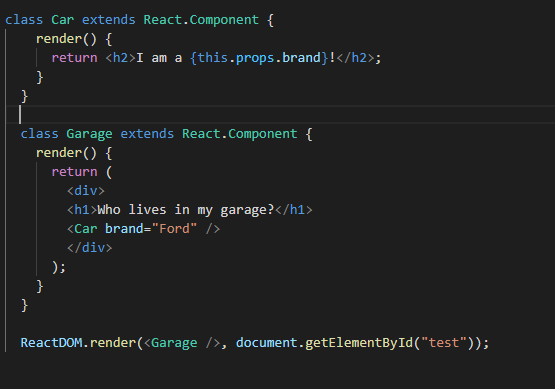 class Car extends React.Component {
render() {
return <h2>I am a {this.props.brand}!</h2>;
}
}
class Garage extends React.Component {
render() {
return (
<div>
<h1>Who lives in my garage?</h1>
<Car brand="Ford" />
</div>
);
}
}
ReactDOM.render(<Garage />, document.getElementById("test"));